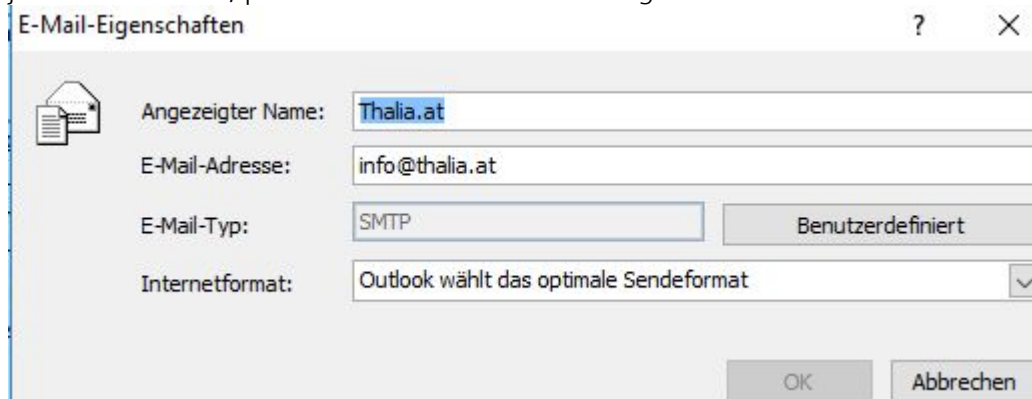 E-Mail-Eigenschaften ?
Angezeigter Name: Thalia.at
E-Mail-Adresse: info@thalia.at
E-Mail-Typ: SMTP Benutzerdefiniert
Internetformat: Outlook wählt das optimale Sendeformat
OK Abbrechen